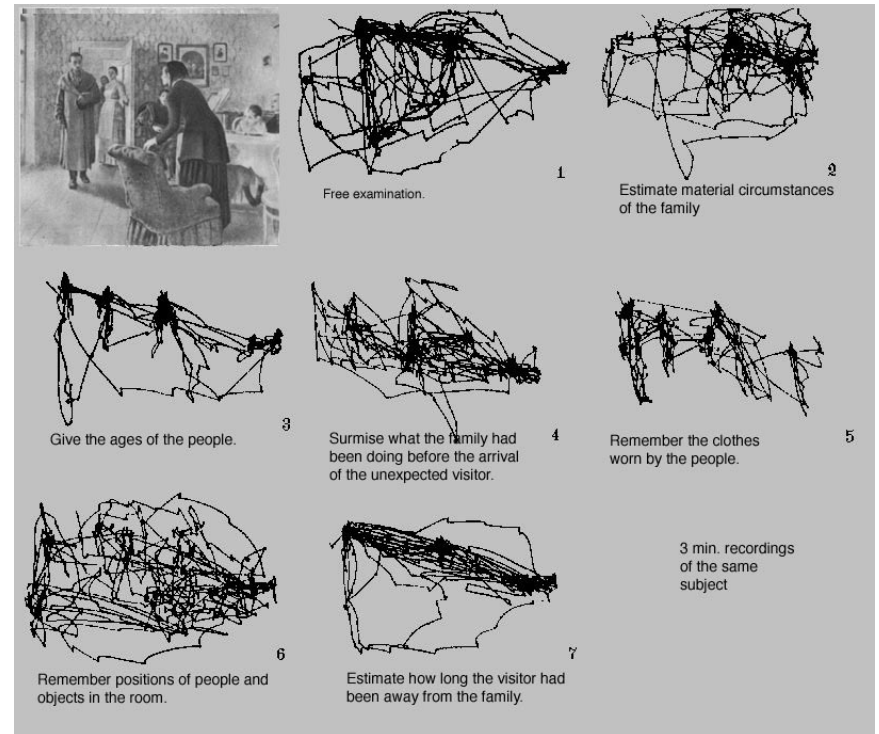 1
Free examination.
2
Estimate material circumstances
of the family
3
Give the ages of the people.
4
Surmise what the family had
been doing before the arrival
of the unexpected visitor.
5
Remember the clothes
worn by the people.
6
Remember positions of people and
objects in the room.
7
Estimate how long the visitor had
been away from the family.
3 min. recordings
of the same
subject